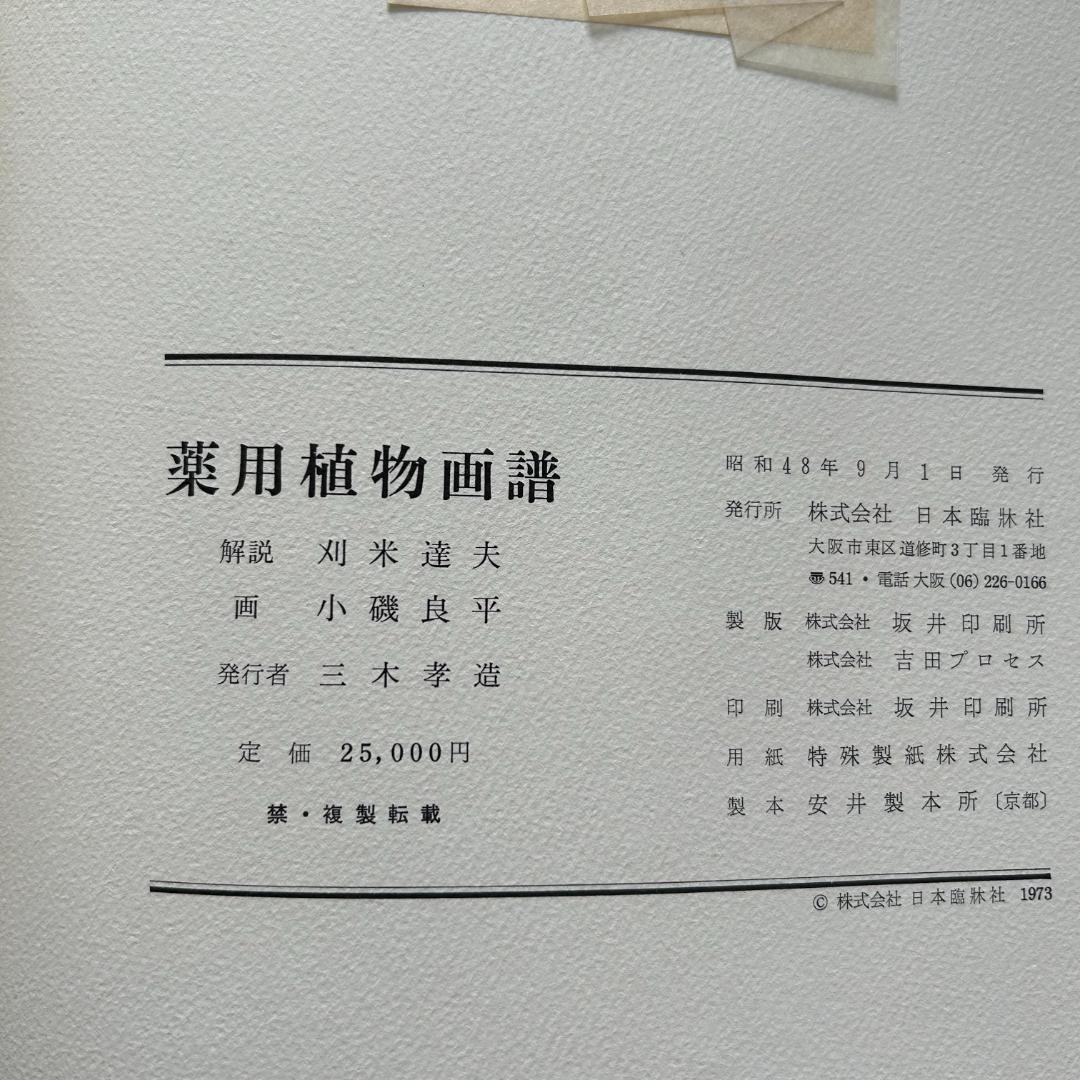 薬用植物画譜
解説 刈米達夫
画 小磯良平
発行者 三木孝造
定価 25,000円
禁・複製転載
昭和48年9月1日 発行
発行所 株式会社 日本臨牀社
大阪市東区道修町3丁目1番地
〠541・電話 大阪 (06) 226-0166
製版 株式会社 坂井印刷所
株式会社 吉田プロセス
印刷 株式会社 坂井印刷所
用紙 特殊製紙株式会社
製本 安井製本所〔京都〕
© 株式会社 日本臨牀社 1973